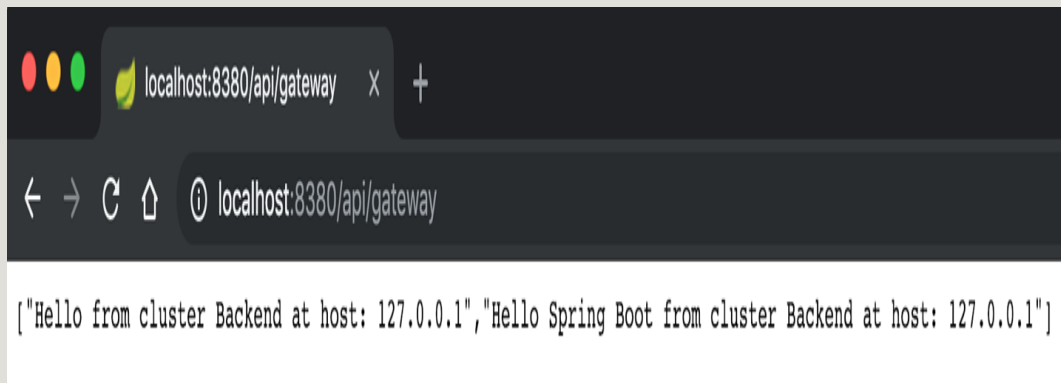 localhost:8380/api/gateway
localhost:8380/api/gateway
["Hello from cluster Backend at host: 127.0.0.1","Hello Spring Boot from cluster Backend at host: 127.0.0.1"]